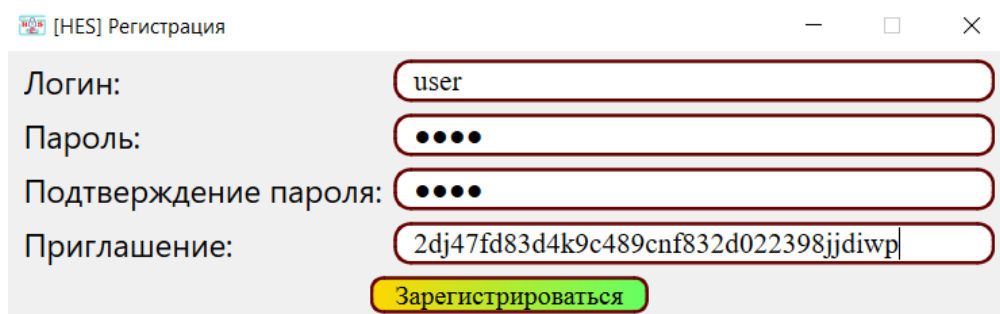 [HES] Регистрация
Логин: user
Пароль: ●●●●
Подтверждение пароля: ●●●●
Приглашение: 2dj47fd83d4k9c489cnf832d022398jjdiwp
Зарегистрироваться